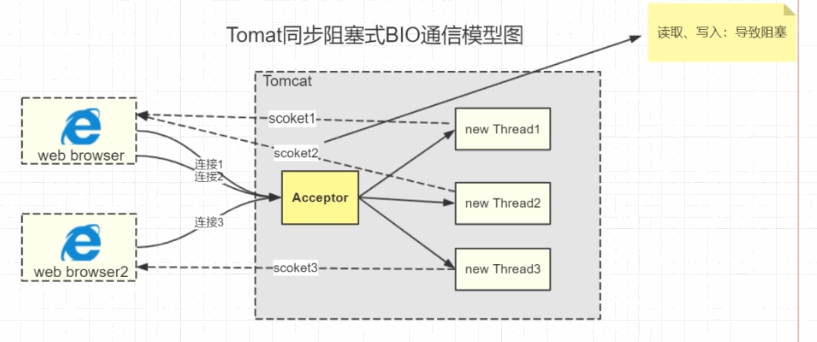 Tomat同步阻塞式BIO通信模型图
读取、写入：导致阻塞
Tomcat
scoket1
new Thread1
web browser
连接1
scoket2
连接2
Acceptor
new Thread2
连接3
web browser2
scoket3
new Thread3